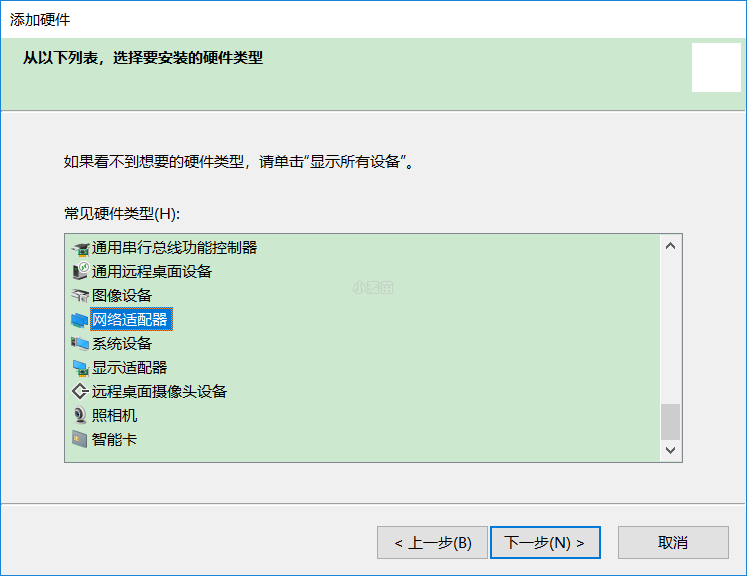 添加硬件
从以下列表，选择要安装的硬件类型
如果看不到想要的硬件类型，请单击“显示所有设备”。
常见硬件类型(H):
通用串行总线功能控制器
通用远程桌面设备
图像设备
网络适配器
系统设备
显示适配器
远程桌面摄像头设备
照相机
智能卡
< 上一步(B) 下一步(N) > 取消